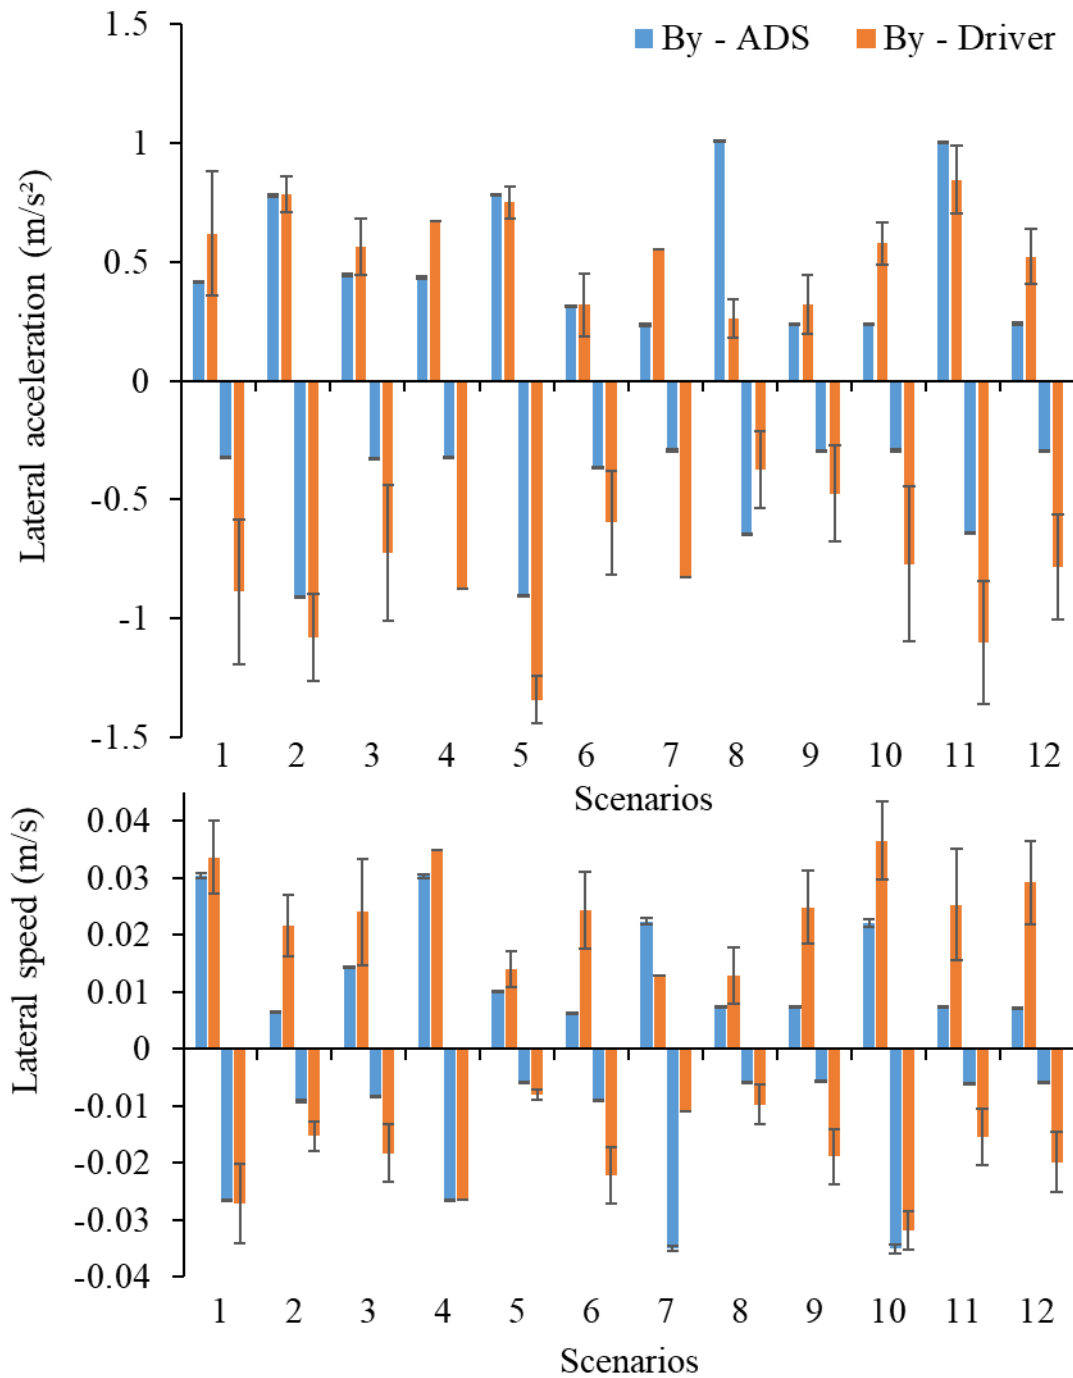 1.5
By - ADS By - Driver
1
0.5
0
-0.5
-1
-1.5
Lateral acceleration (m/s²)
1 2 3 4 5 6 7 8 9 10 11 12
Scenarios
0.04
0.03
0.02
0.01
0
-0.01
-0.02
-0.03
-0.04
Lateral speed (m/s)
1 2 3 4 5 6 7 8 9 10 11 12
Scenarios